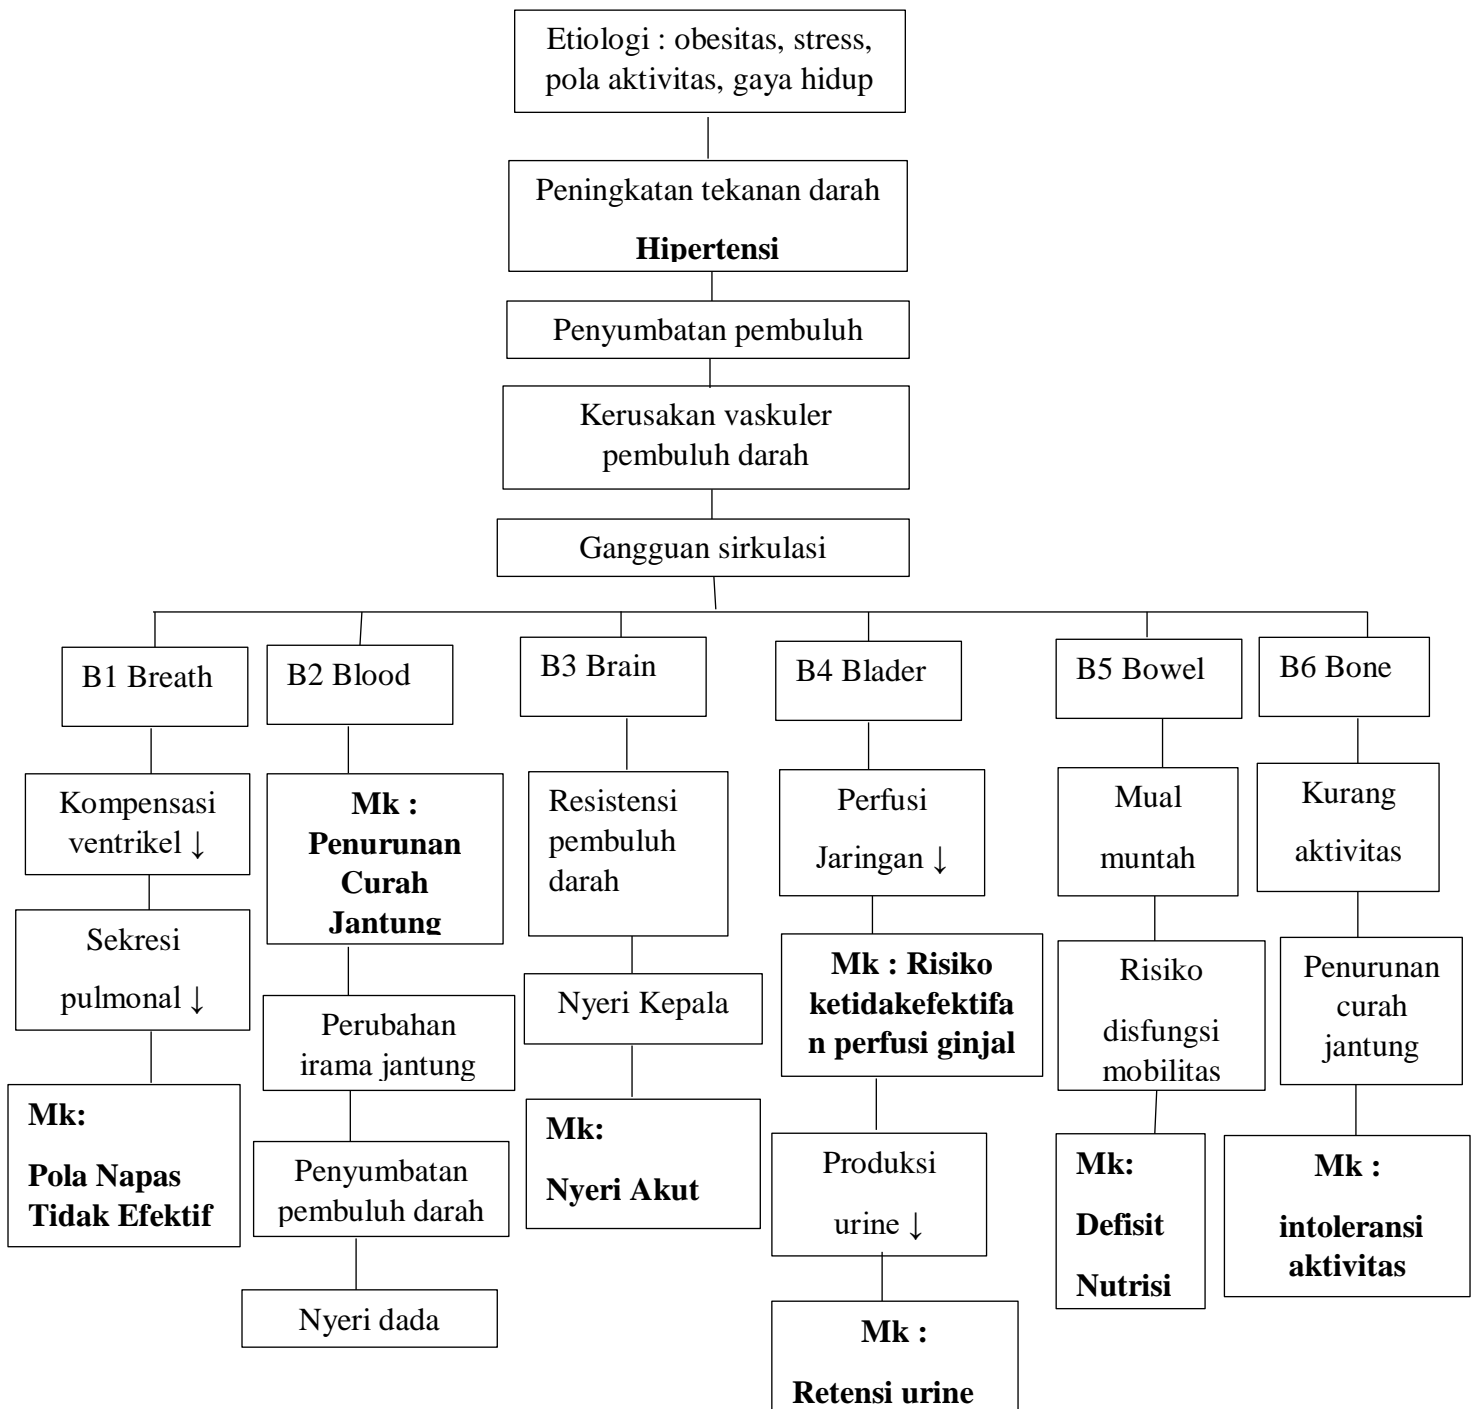 Etiologi : obesitas, stress,
pola aktivitas, gaya hidup
Peningkatan tekanan darah
Hipertensi
Penyumbatan pembuluh
Kerusakan vaskuler
pembuluh darah
Gangguan sirkulasi
B1 Breath
Kompensasi
ventrikel ↓
Sekresi
pulmonal ↓
Mk:
Pola Napas
Tidak Efektif
B2 Blood
Mk :
Penurunan
Curah
Jantung
Perubahan
irama jantung
Penyumbatan
pembuluh darah
Nyeri dada
B3 Brain
Resistensi
pembuluh
darah
Nyeri Kepala
Mk:
Nyeri Akut
B4 Blader
Perfusi
Jaringan ↓
Mk : Risiko
ketidakefektifa
n perfusi ginjal
Produksi
urine ↓
Mk :
Retensi urine
B5 Bowel
Mual
muntah
Risiko
disfungsi
mobilitas
Mk:
Defisit
Nutrisi
B6 Bone
Kurang
aktivitas
Penurunan
curah
jantung
Mk :
intoleransi
aktivitas